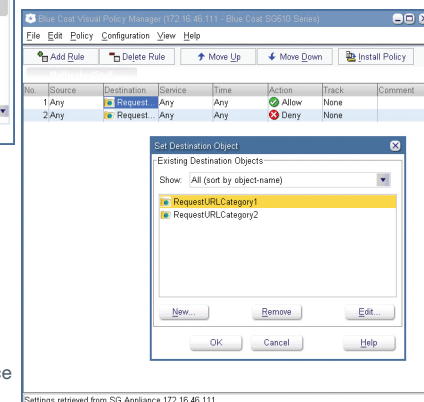 Blue Coat Visual Policy Manager (172.16.46.111 - Blue Coat SG510 Series)
File Edit Policy Configuration View Help
Add Rule Delete Rule Move Up Move Down Install Policy
No. Source Destination Service Time Action Track Comment
1 Any Request... Any Any Allow None
2 Any Request... Any Any Deny None
Set Destination Object
Existing Destination Objects
Show: All (sort by object-name)
RequestURLCategory1
RequestURLCategory2
New... Remove Edit...
OK Cancel Help
Settings retrieved from SG Appliance 172.16.46.111